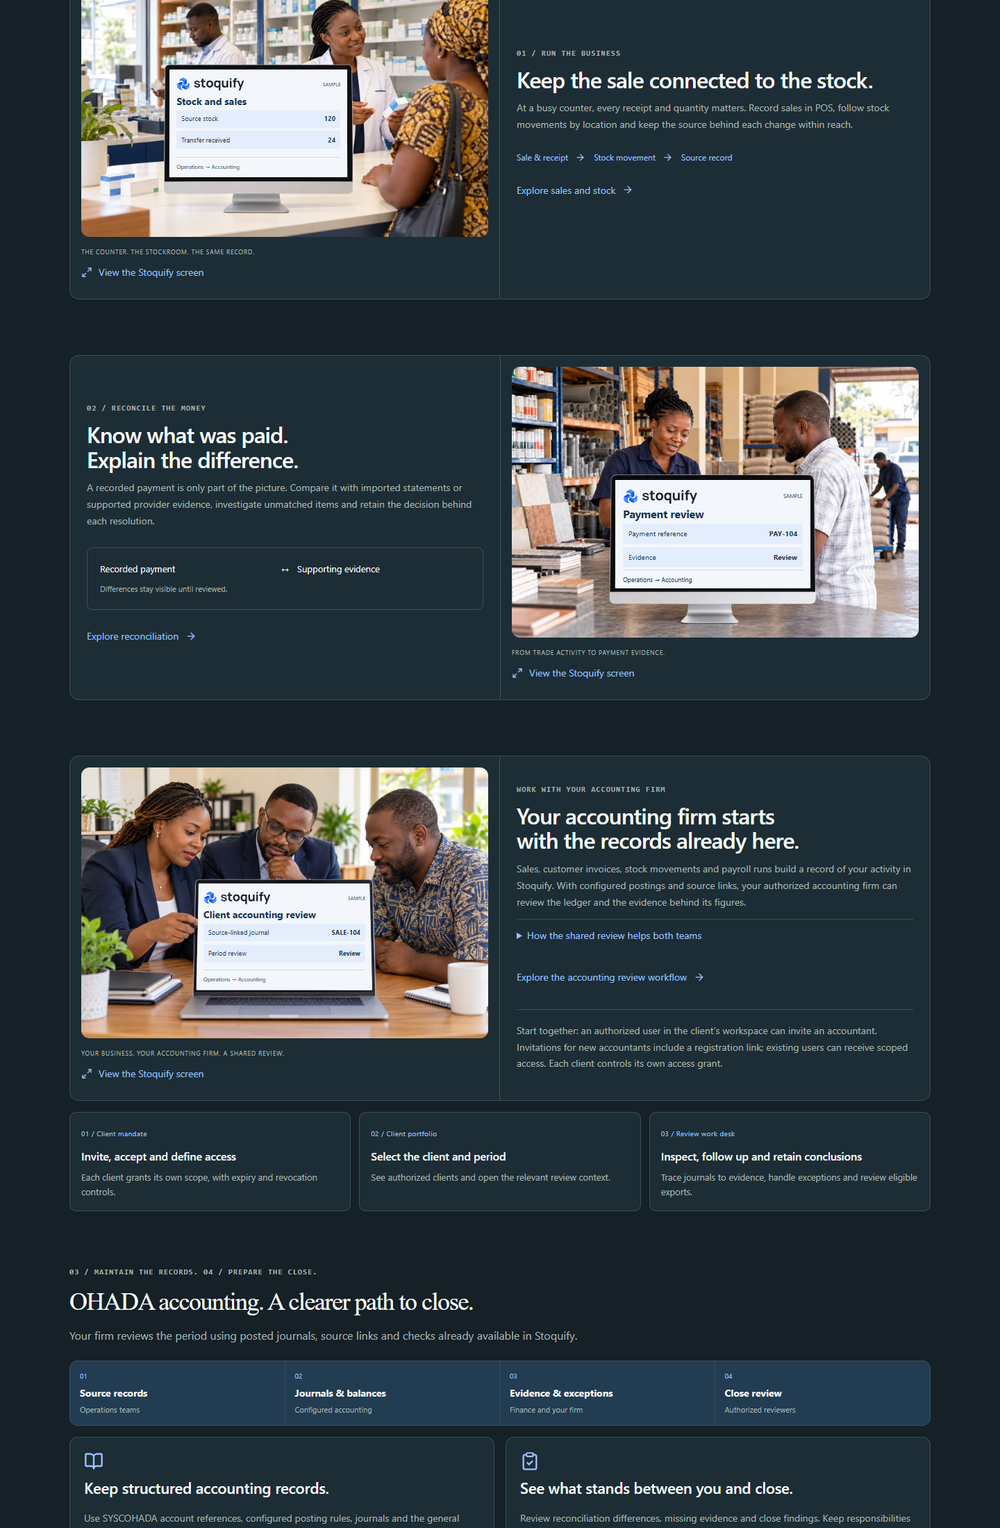 stoquify
SAMPLE
Stock and sales
Source stock 120
Transfer received 24
Operations → Accounting
THE COUNTER. THE STOCKROOM. THE SAME RECORD.
View the Stoquify screen
01 / RUN THE BUSINESS
Keep the sale connected to the stock.
At a busy counter, every receipt and quantity matters. Record sales in POS, follow stock
movements by location and keep the source behind each change within reach.
Sale & receipt → Stock movement → Source record
Explore sales and stock →
02 / RECONCILE THE MONEY
Know what was paid.
Explain the difference.
A recorded payment is only part of the picture. Compare it with imported statements or
supported provider evidence, investigate unmatched items and retain the decision behind
each resolution.
Recorded payment ↔ Supporting evidence
Differences stay visible until reviewed.
Explore reconciliation →
stoquify
SAMPLE
Payment review
Payment reference PAY-104
Evidence Review
Operations → Accounting
FROM TRADE ACTIVITY TO PAYMENT EVIDENCE.
View the Stoquify screen
stoquify
SAMPLE
Client accounting review
Source-linked journal SALE-104
Period review Review
Operations → Accounting
YOUR BUSINESS. YOUR ACCOUNTING FIRM. A SHARED REVIEW.
View the Stoquify screen
WORK WITH YOUR ACCOUNTING FIRM
Your accounting firm starts
with the records already here.
Sales, customer invoices, stock movements and payroll runs build a record of your activity in
Stoquify. With configured postings and source links, your authorized accounting firm can
review the ledger and the evidence behind its figures.
▶ How the shared review helps both teams
Explore the accounting review workflow →
Start together: an authorized user in the client's workspace can invite an accountant.
Invitations for new accountants include a registration link; existing users can receive scoped
access. Each client controls its own access grant.
01 / Client mandate
Invite, accept and define access
Each client grants its own scope, with expiry and revocation
controls.
02 / Client portfolio
Select the client and period
See authorized clients and open the relevant review context.
03 / Review work desk
Inspect, follow up and retain conclusions
Trace journals to evidence, handle exceptions and review eligible
exports.
03 / MAINTAIN THE RECORDS. 04 / PREPARE THE CLOSE.
OHADA accounting. A clearer path to close.
Your firm reviews the period using posted journals, source links and checks already available in Stoquify.
01
Source records
Operations teams
02
Journals & balances
Configured accounting
03
Evidence & exceptions
Finance and your firm
04
Close review
Authorized reviewers
Keep structured accounting records.
Use SYSCOHADA account references, configured posting rules, journals and the general
See what stands between you and close.
Review reconciliation differences, missing evidence and close findings. Keep responsibilities